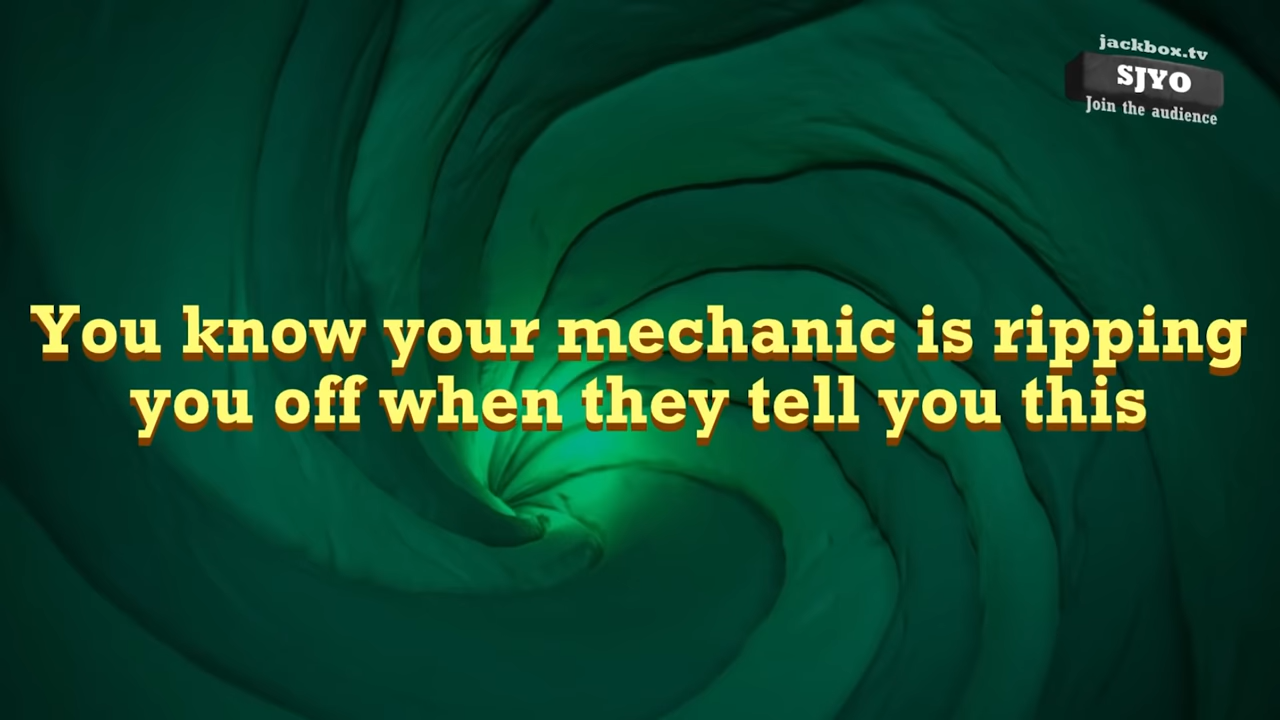 jackbox.tv
SJYO
Join the audience
You know your mechanic is ripping
you off when they tell you this